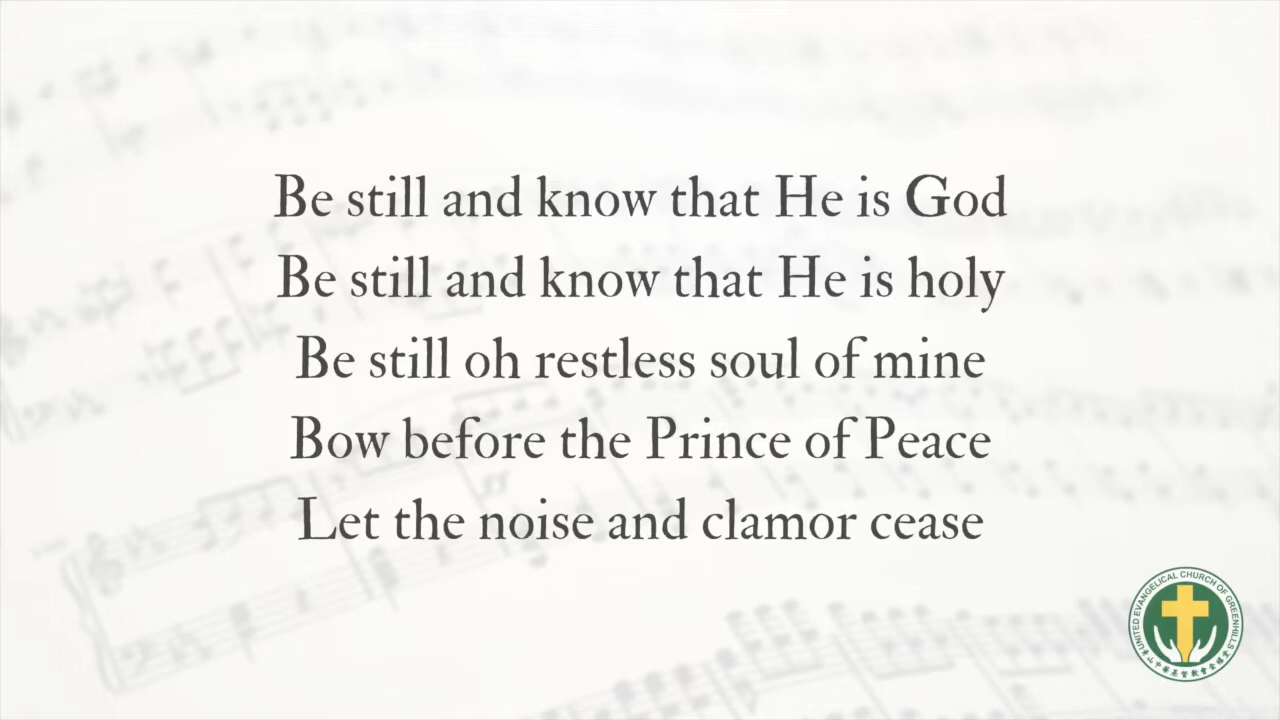 Be still and know that He is God
Be still and know that He is holy
Be still oh restless soul of mine
Bow before the Prince of Peace
Let the noise and clamor cease
UNITED EVANGELICAL CHURCH OF GREENHILLS